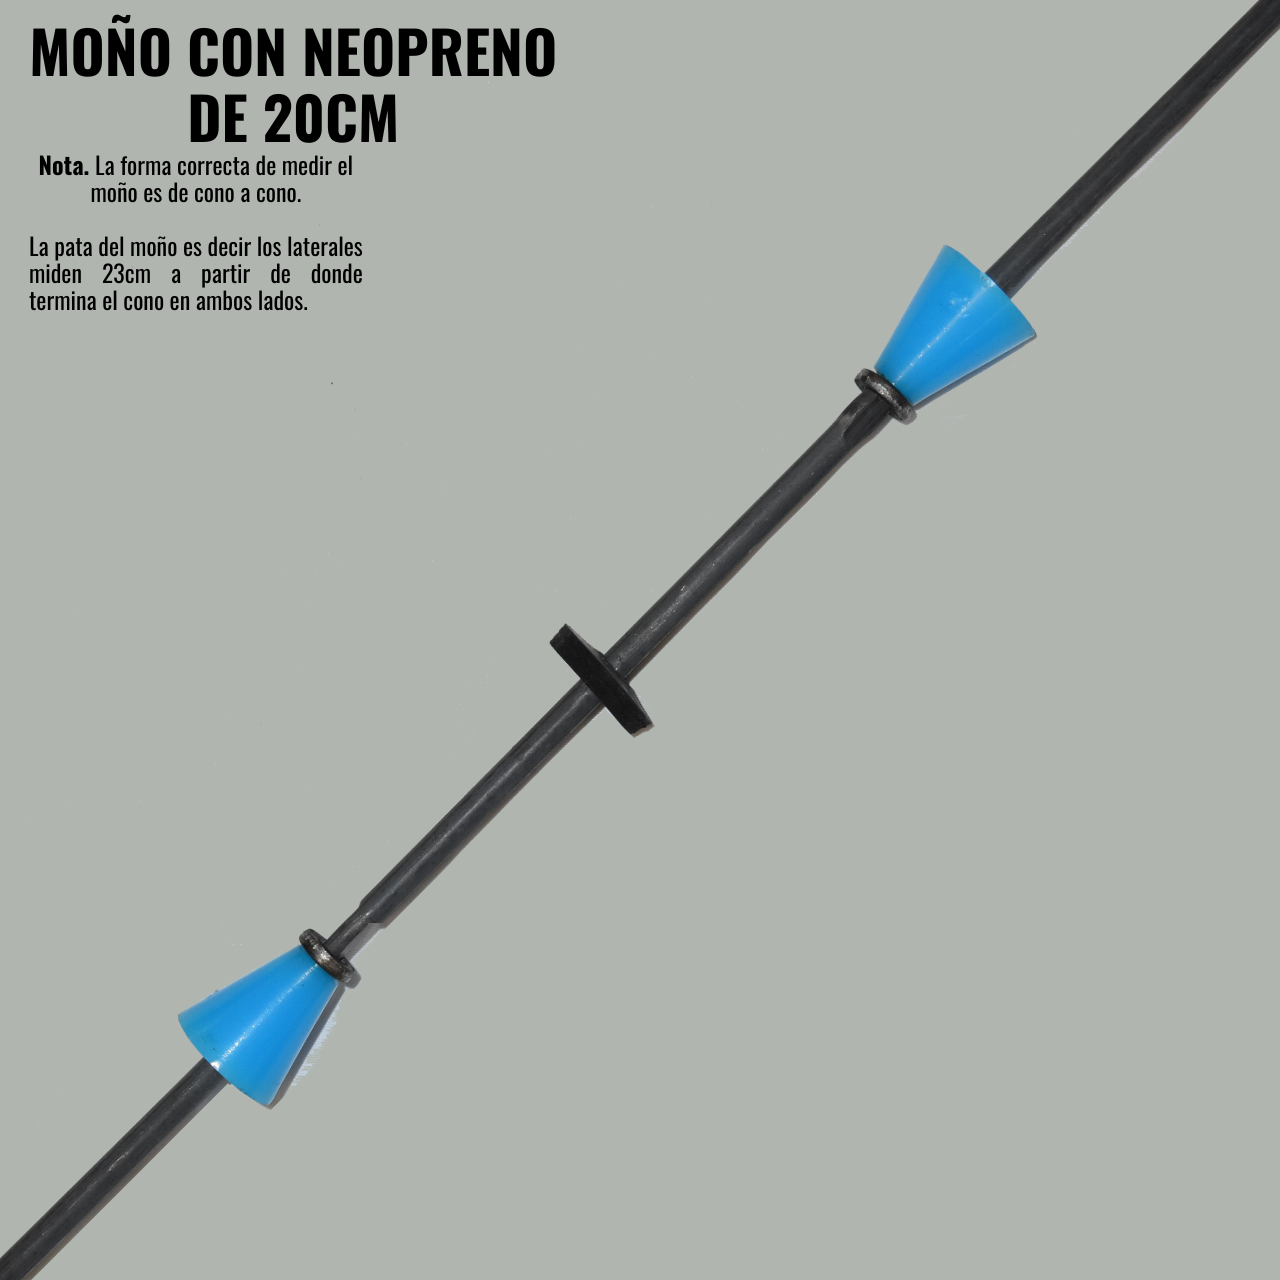 MOÑO CON NEOPRENO
DE 20CM
Nota. La forma correcta de medir el
moño es de cono a cono.
La pata del moño es decir los laterales
miden 23cm a partir de donde
termina el cono en ambos lados.